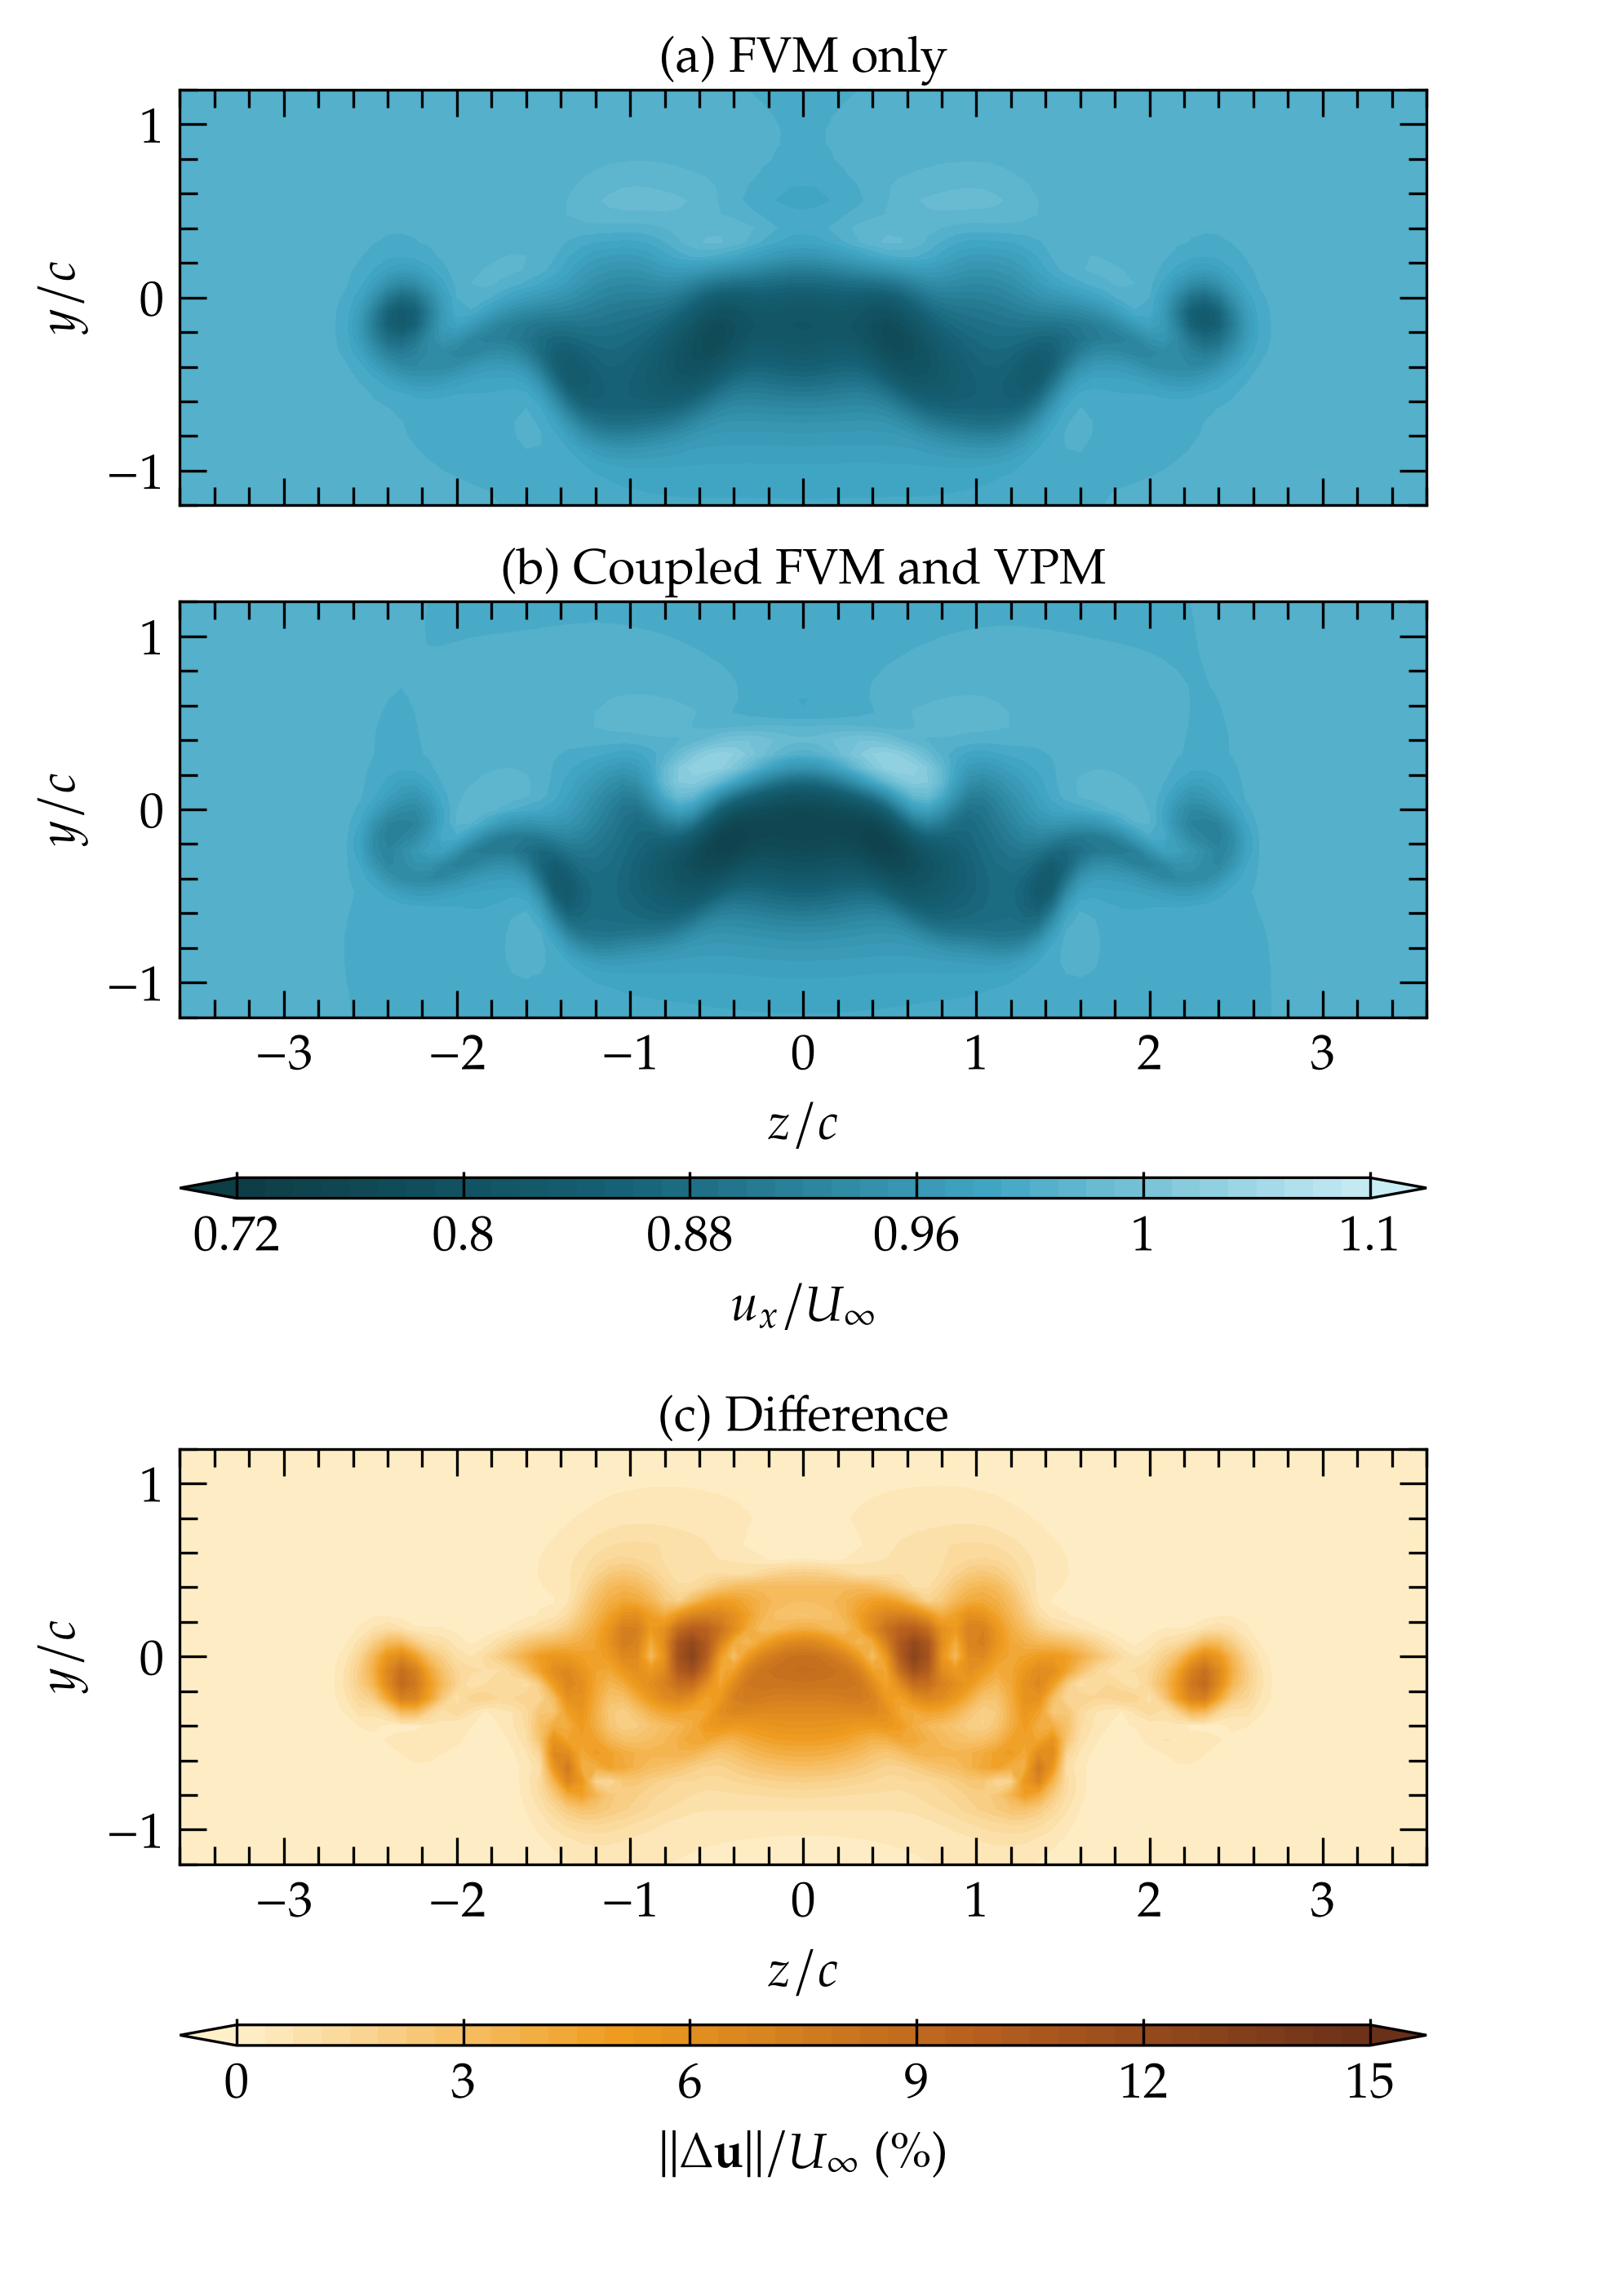 (a) FVM only
1
0
−1
y/c
(b) Coupled FVM and VPM
1
0
−1
y/c
−3 −2 −1 0 1 2 3
z/c
0.72 0.8 0.88 0.96 1 1.1
u_x/U_∞
(c) Difference
1
0
−1
y/c
−3 −2 −1 0 1 2 3
z/c
0 3 6 9 12 15
||Δ𝐮||/U_∞ (%)